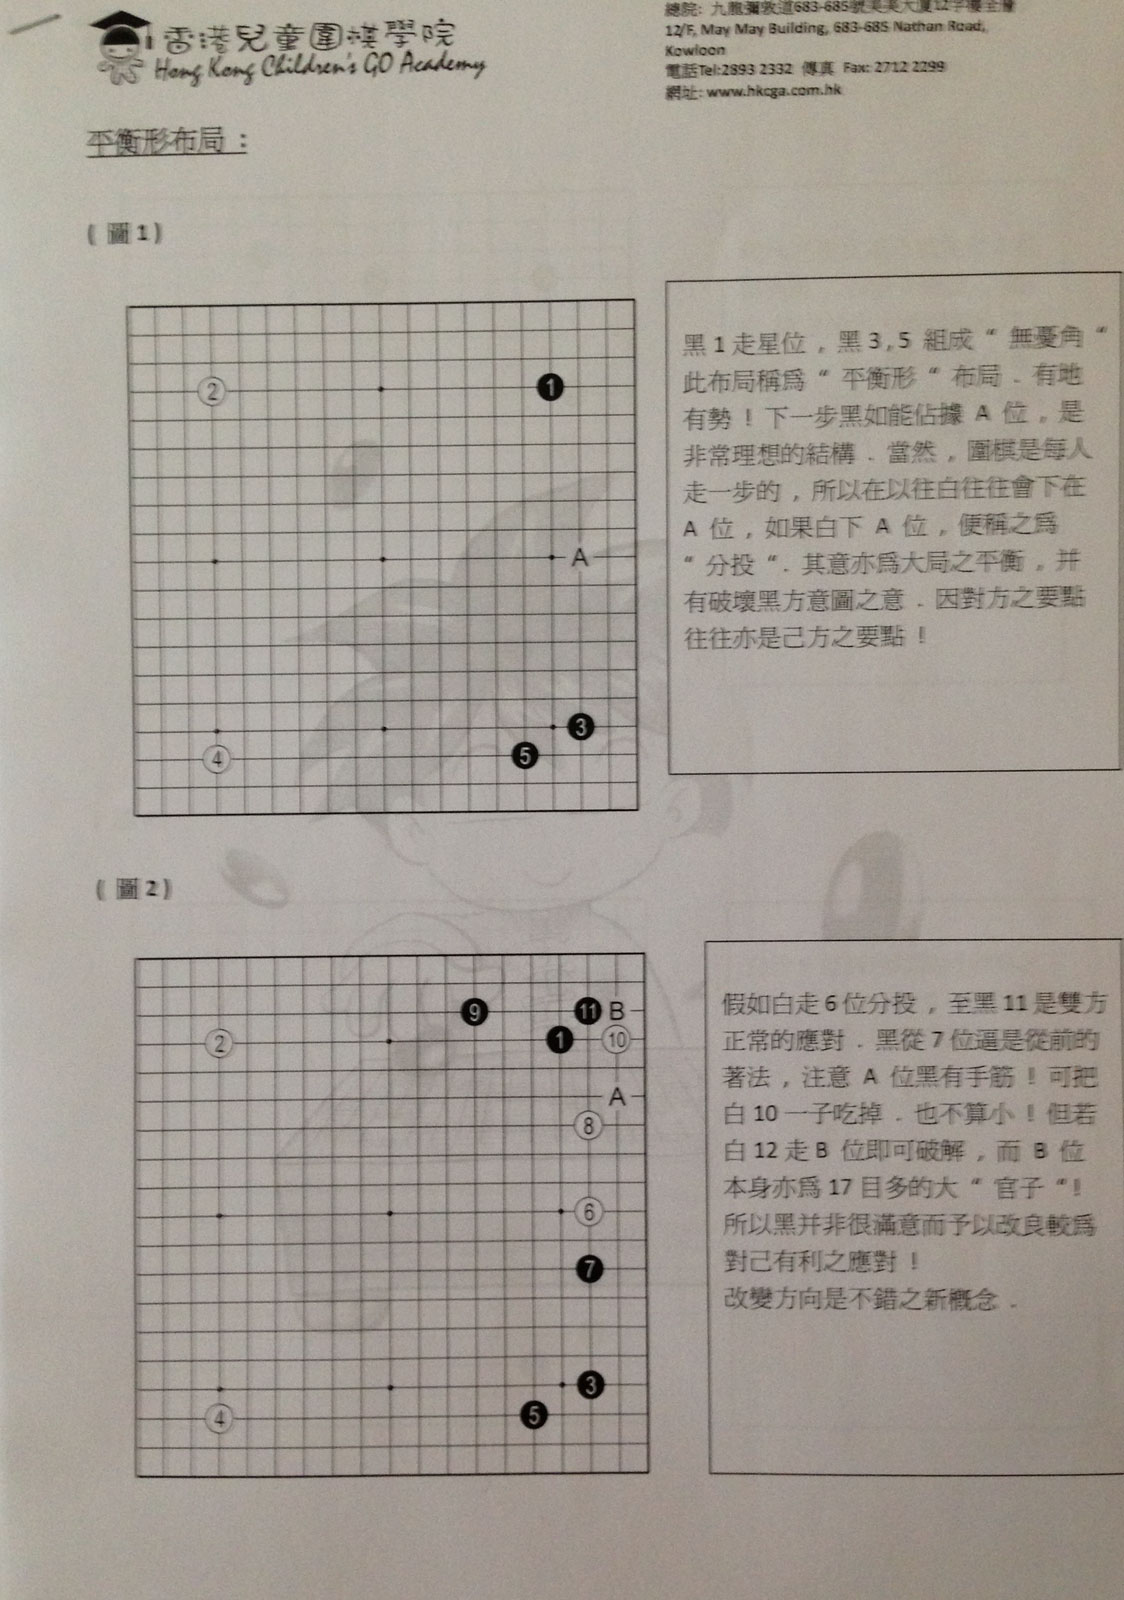 香港兒童圍棋學院
Hong Kong Children's GO Academy
總院: 九龍彌敦道683-685號美美大廈12字樓全層
12/F, May May Building, 683-685 Nathan Road,
Kowloon
電話Tel:2893 2332 傳真 Fax: 2712 2299
網址: www.hkcga.com.hk
平衡形布局：
( 圖 1 )
2
1
A
3
5
4
黑 1 走星位 , 黑 3 , 5 組成 “ 無憂角 “
此布局稱爲 “ 平衡形 “ 布局 . 有地
有勢 ! 下一步黑如能佔據 A 位 , 是
非常理想的結構 . 當然 , 圍棋是每人
走一步的 , 所以在以往白往往會下在
A 位 , 如果白下 A 位 , 便稱之爲
“ 分投 “. 其意亦爲大局之平衡 , 并
有破壞黑方意圖之意 . 因對方之要點
往往亦是己方之要點 !
( 圖 2 )
9
11
B
2
1
10
A
8
6
7
3
5
4
假如白走 6 位分投 , 至黑 11 是雙方
正常的應對 . 黑從 7 位逼是從前的
著法 , 注意 A 位黑有手筋 ! 可把
白 10 一子吃掉 . 也不算小 ! 但若
白 12 走 B 位即可破解 , 而 B 位
本身亦爲 17 目多的大 “ 官子 “!
所以黑并非很滿意而予以改良較爲
對己有利之應對 !
改變方向是不錯之新概念 .